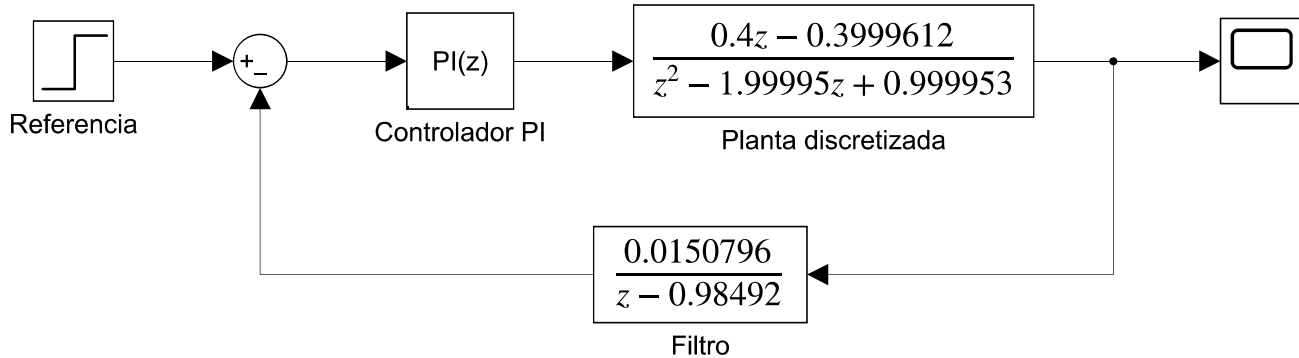 0.4z − 0.3999612
z² − 1.99995z + 0.999953
+
−
PI(z)
Referencia
Controlador PI
Planta discretizada
0.0150796
z − 0.98492
Filtro